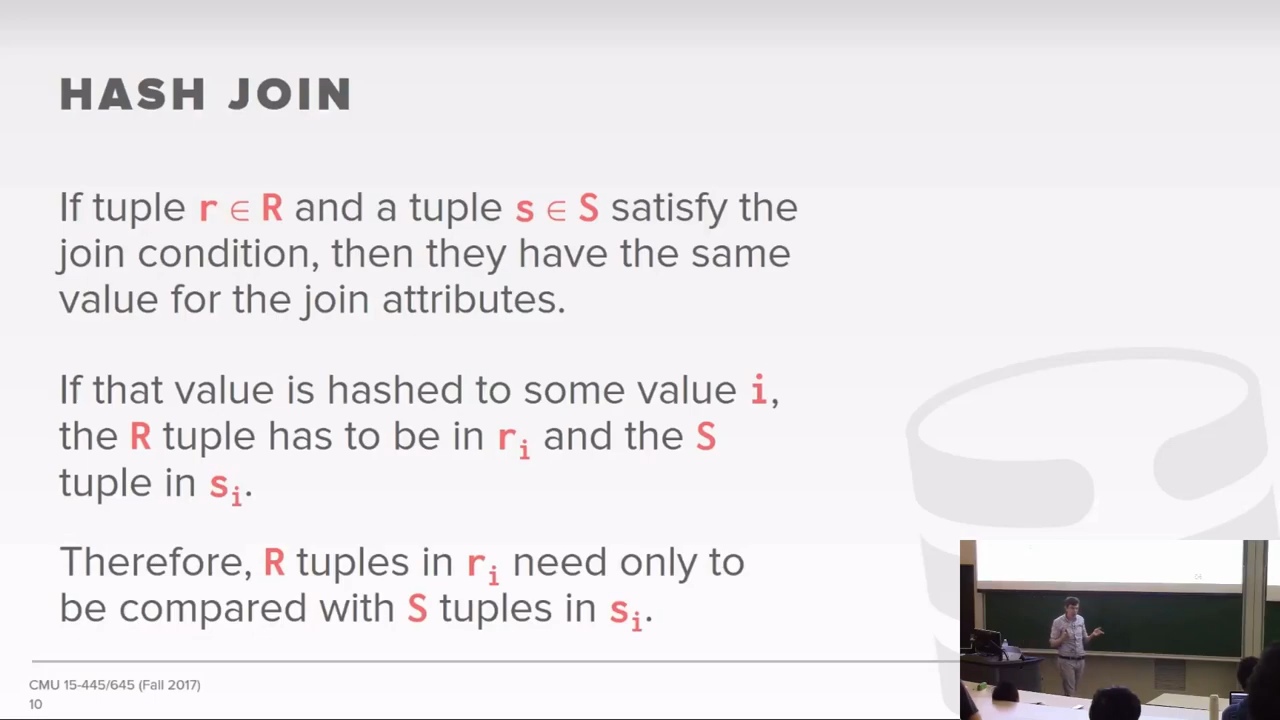 HASH JOIN
If tuple r ∈ R and a tuple s ∈ S satisfy the
join condition, then they have the same
value for the join attributes.
If that value is hashed to some value i,
the R tuple has to be in rᵢ and the S
tuple in sᵢ.
Therefore, R tuples in rᵢ need only to
be compared with S tuples in sᵢ.
CMU 15-445/645 (Fall 2017)
10